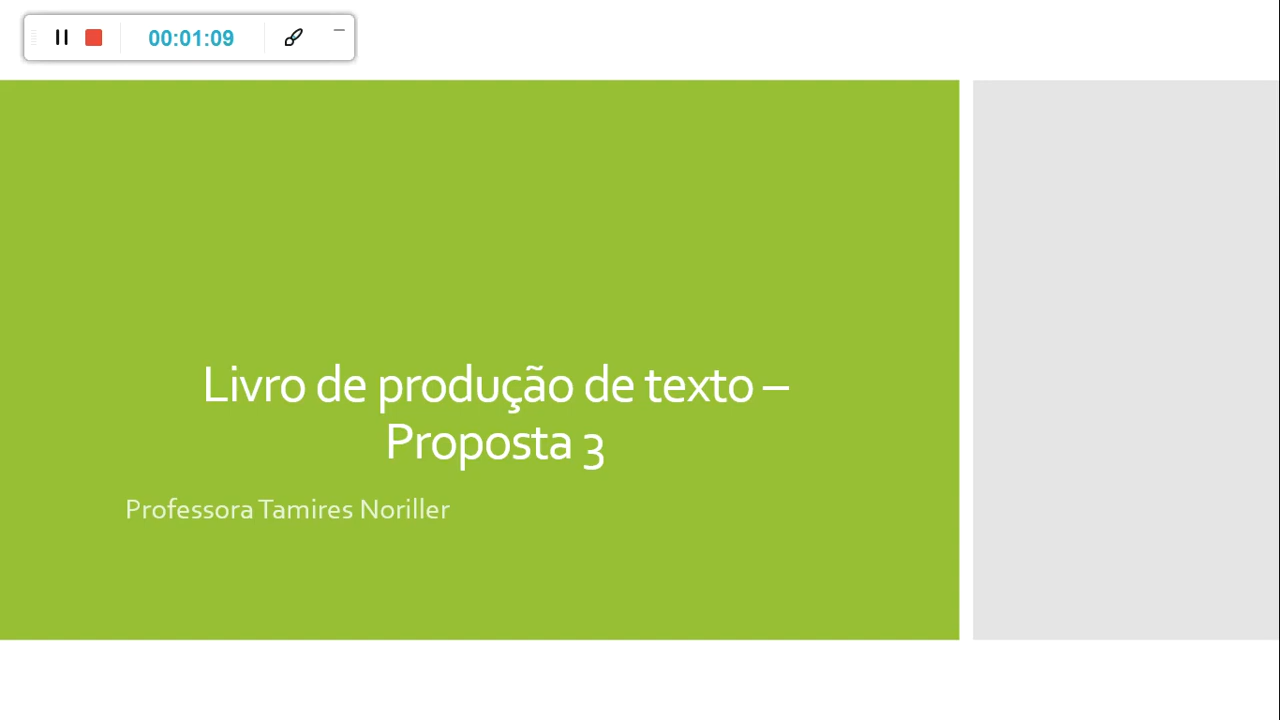 00:01:09
Livro de produção de texto –
Proposta 3
Professora Tamires Noriller